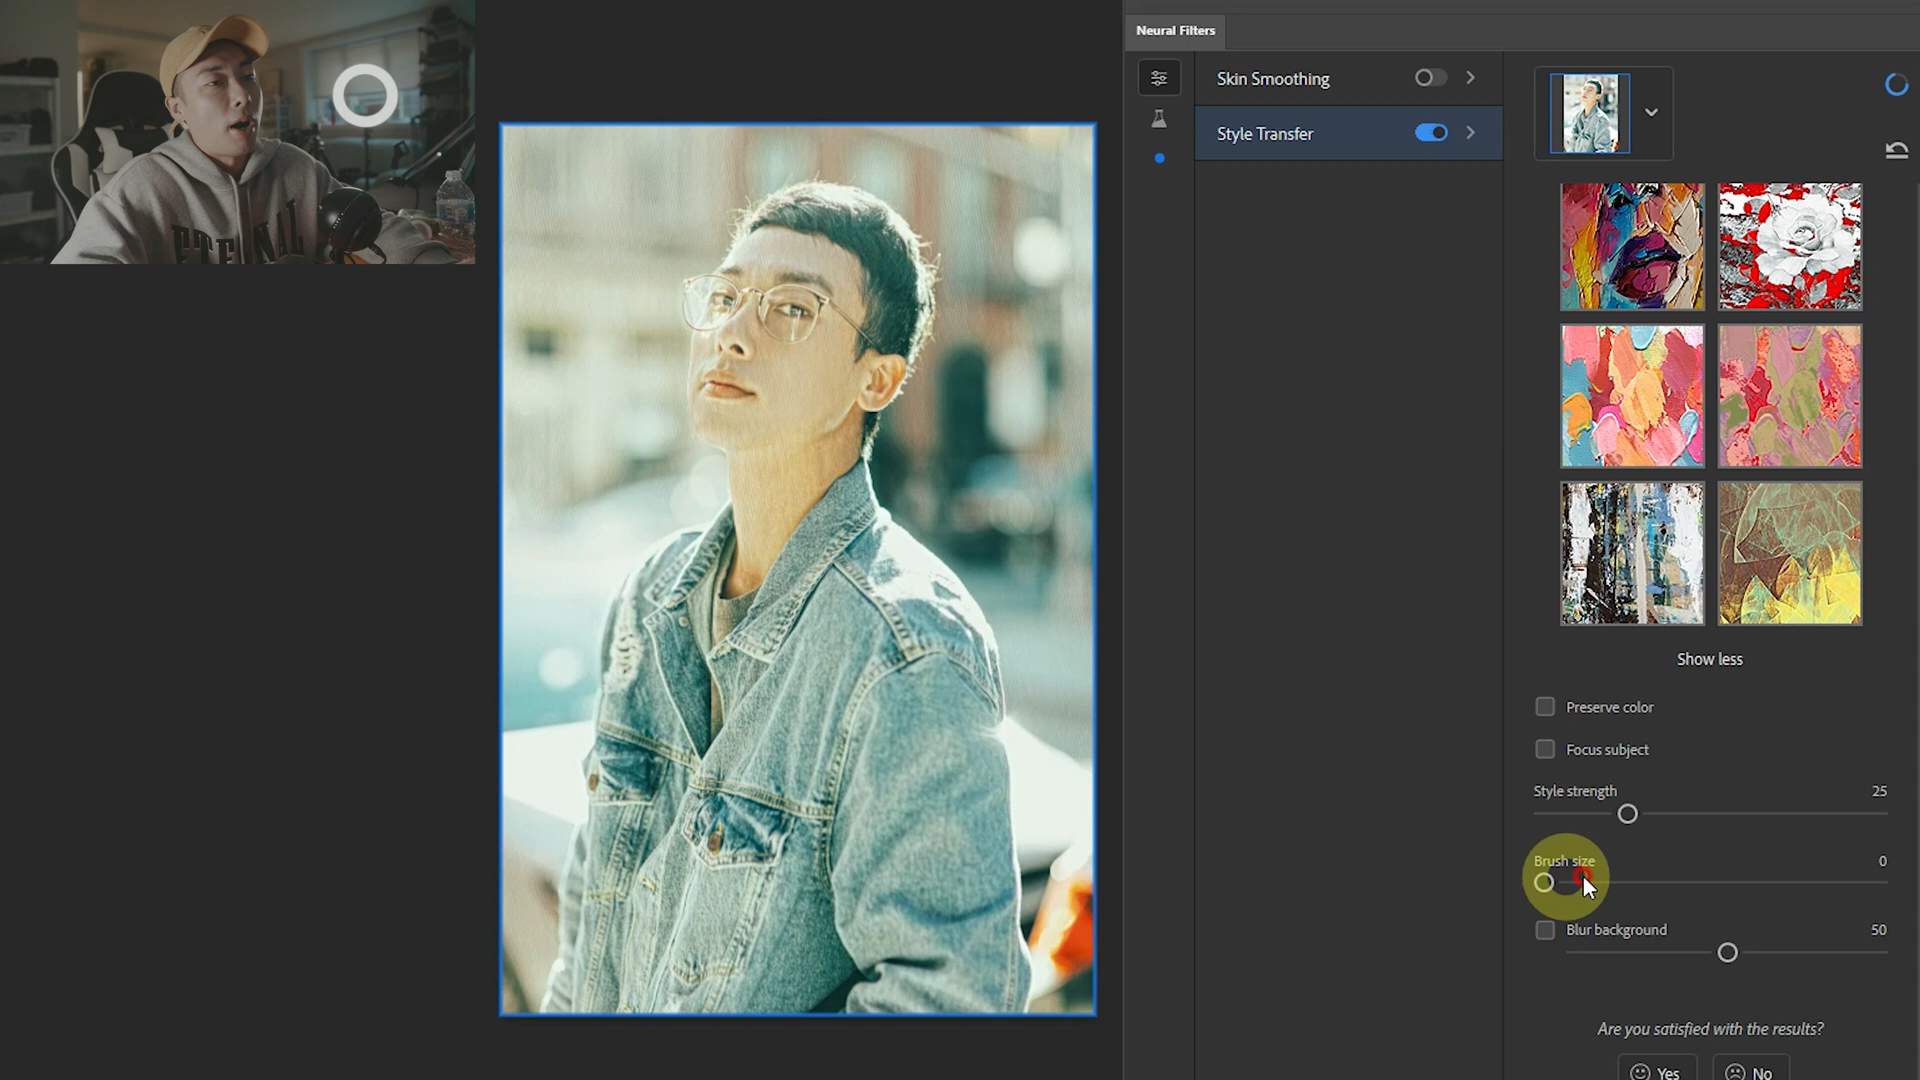 Neural Filters
Skin Smoothing
Style Transfer
ETERNAL
Show less
Preserve color
Focus subject
Style strength 25
Brush size 0
Blur background 50
Are you satisfied with the results?
Yes No